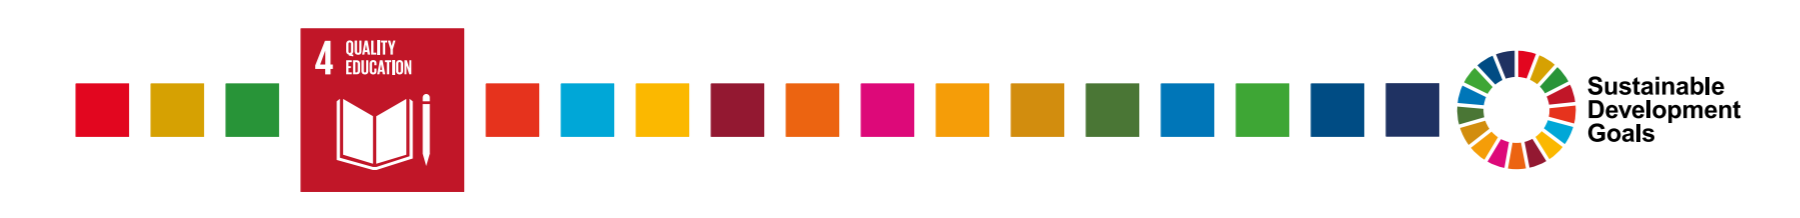 4 QUALITY
EDUCATION
Sustainable
Development
Goals